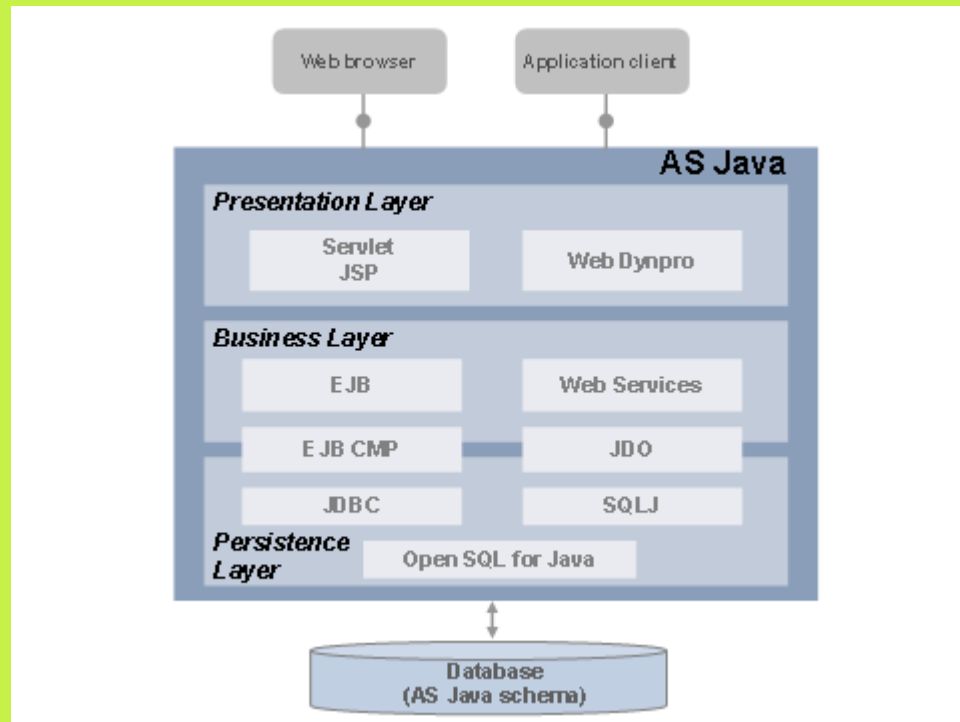 Web browser
Application client
AS Java
Presentation Layer
Servlet
JSP
Web Dynpro
Business Layer
EJB
Web Services
EJB CMP
JDO
JDBC
SQLJ
Persistence
Layer
Open SQL for Java
Database
(AS Java schema)